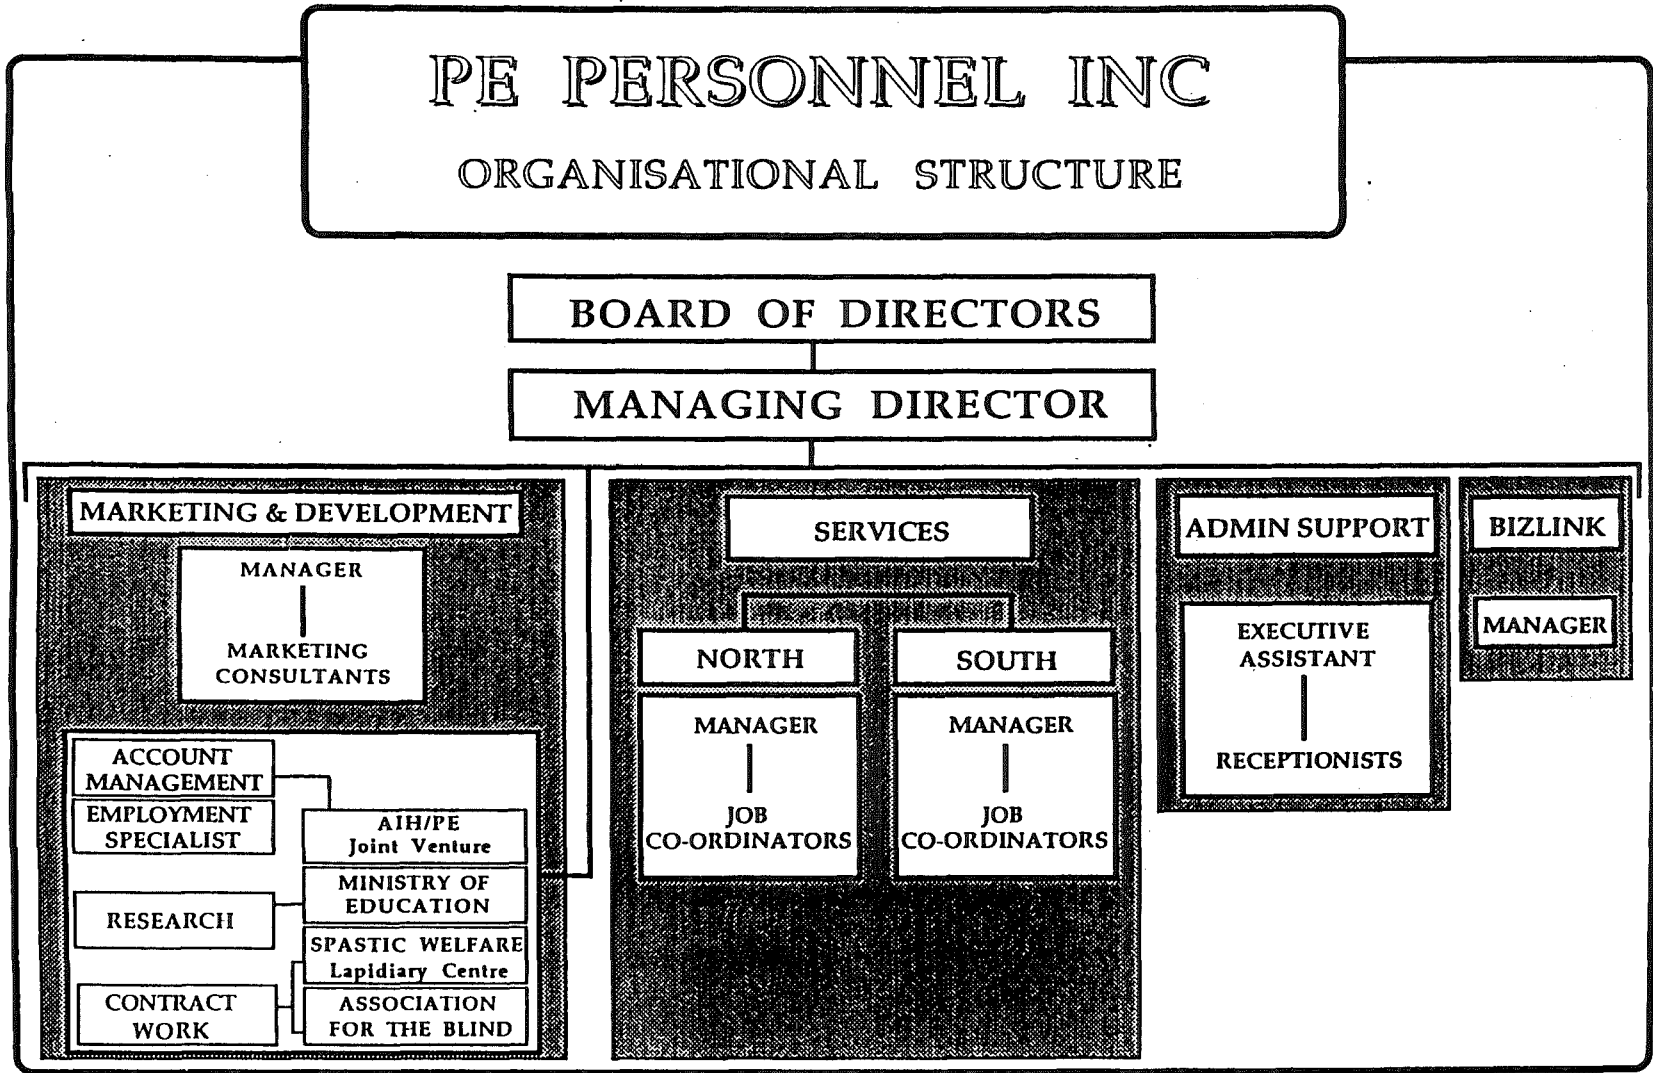 PE PERSONNEL INC
ORGANISATIONAL STRUCTURE
BOARD OF DIRECTORS
MANAGING DIRECTOR
MARKETING & DEVELOPMENT
MANAGER
MARKETING
CONSULTANTS
ACCOUNT
MANAGEMENT
EMPLOYMENT
SPECIALIST
RESEARCH
CONTRACT
WORK
AIH/PE
Joint Venture
MINISTRY OF
EDUCATION
SPASTIC WELFARE
Lapidiary Centre
ASSOCIATION
FOR THE BLIND
SERVICES
NORTH
MANAGER
JOB
CO-ORDINATORS
SOUTH
MANAGER
JOB
CO-ORDINATORS
ADMIN SUPPORT
EXECUTIVE
ASSISTANT
RECEPTIONISTS
BIZLINK
MANAGER